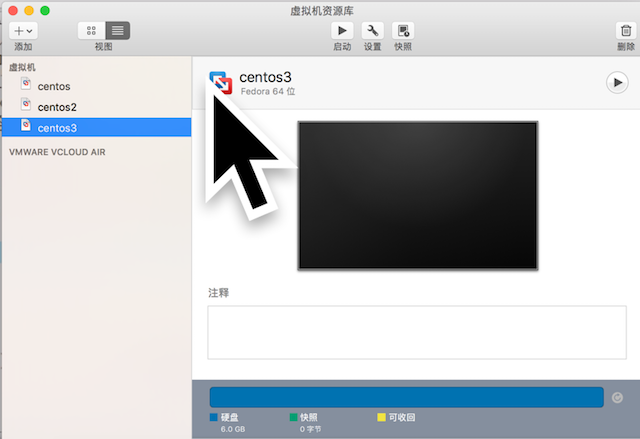 虚拟机资源库
添加
视图
启动
设置
快照
删除
虚拟机
centos
centos2
centos3
VMWARE VCLOUD AIR
centos3
Fedora 64 位
注释
硬盘
6.0 GB
快照
0 字节
可收回